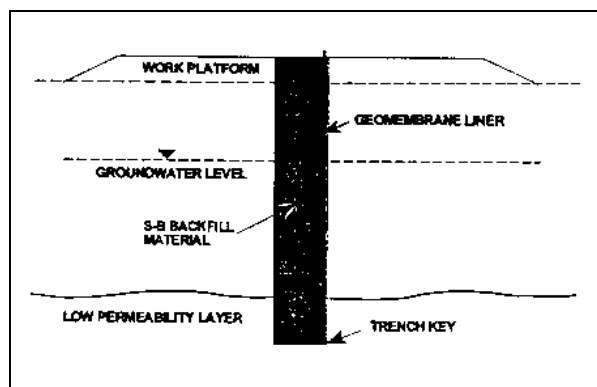 WORK PLATFORM
GEOMEMBRANE LINER
GROUNDWATER LEVEL
S-B BACKFILL
MATERIAL
LOW PERMEABILITY LAYER
TRENCH KEY